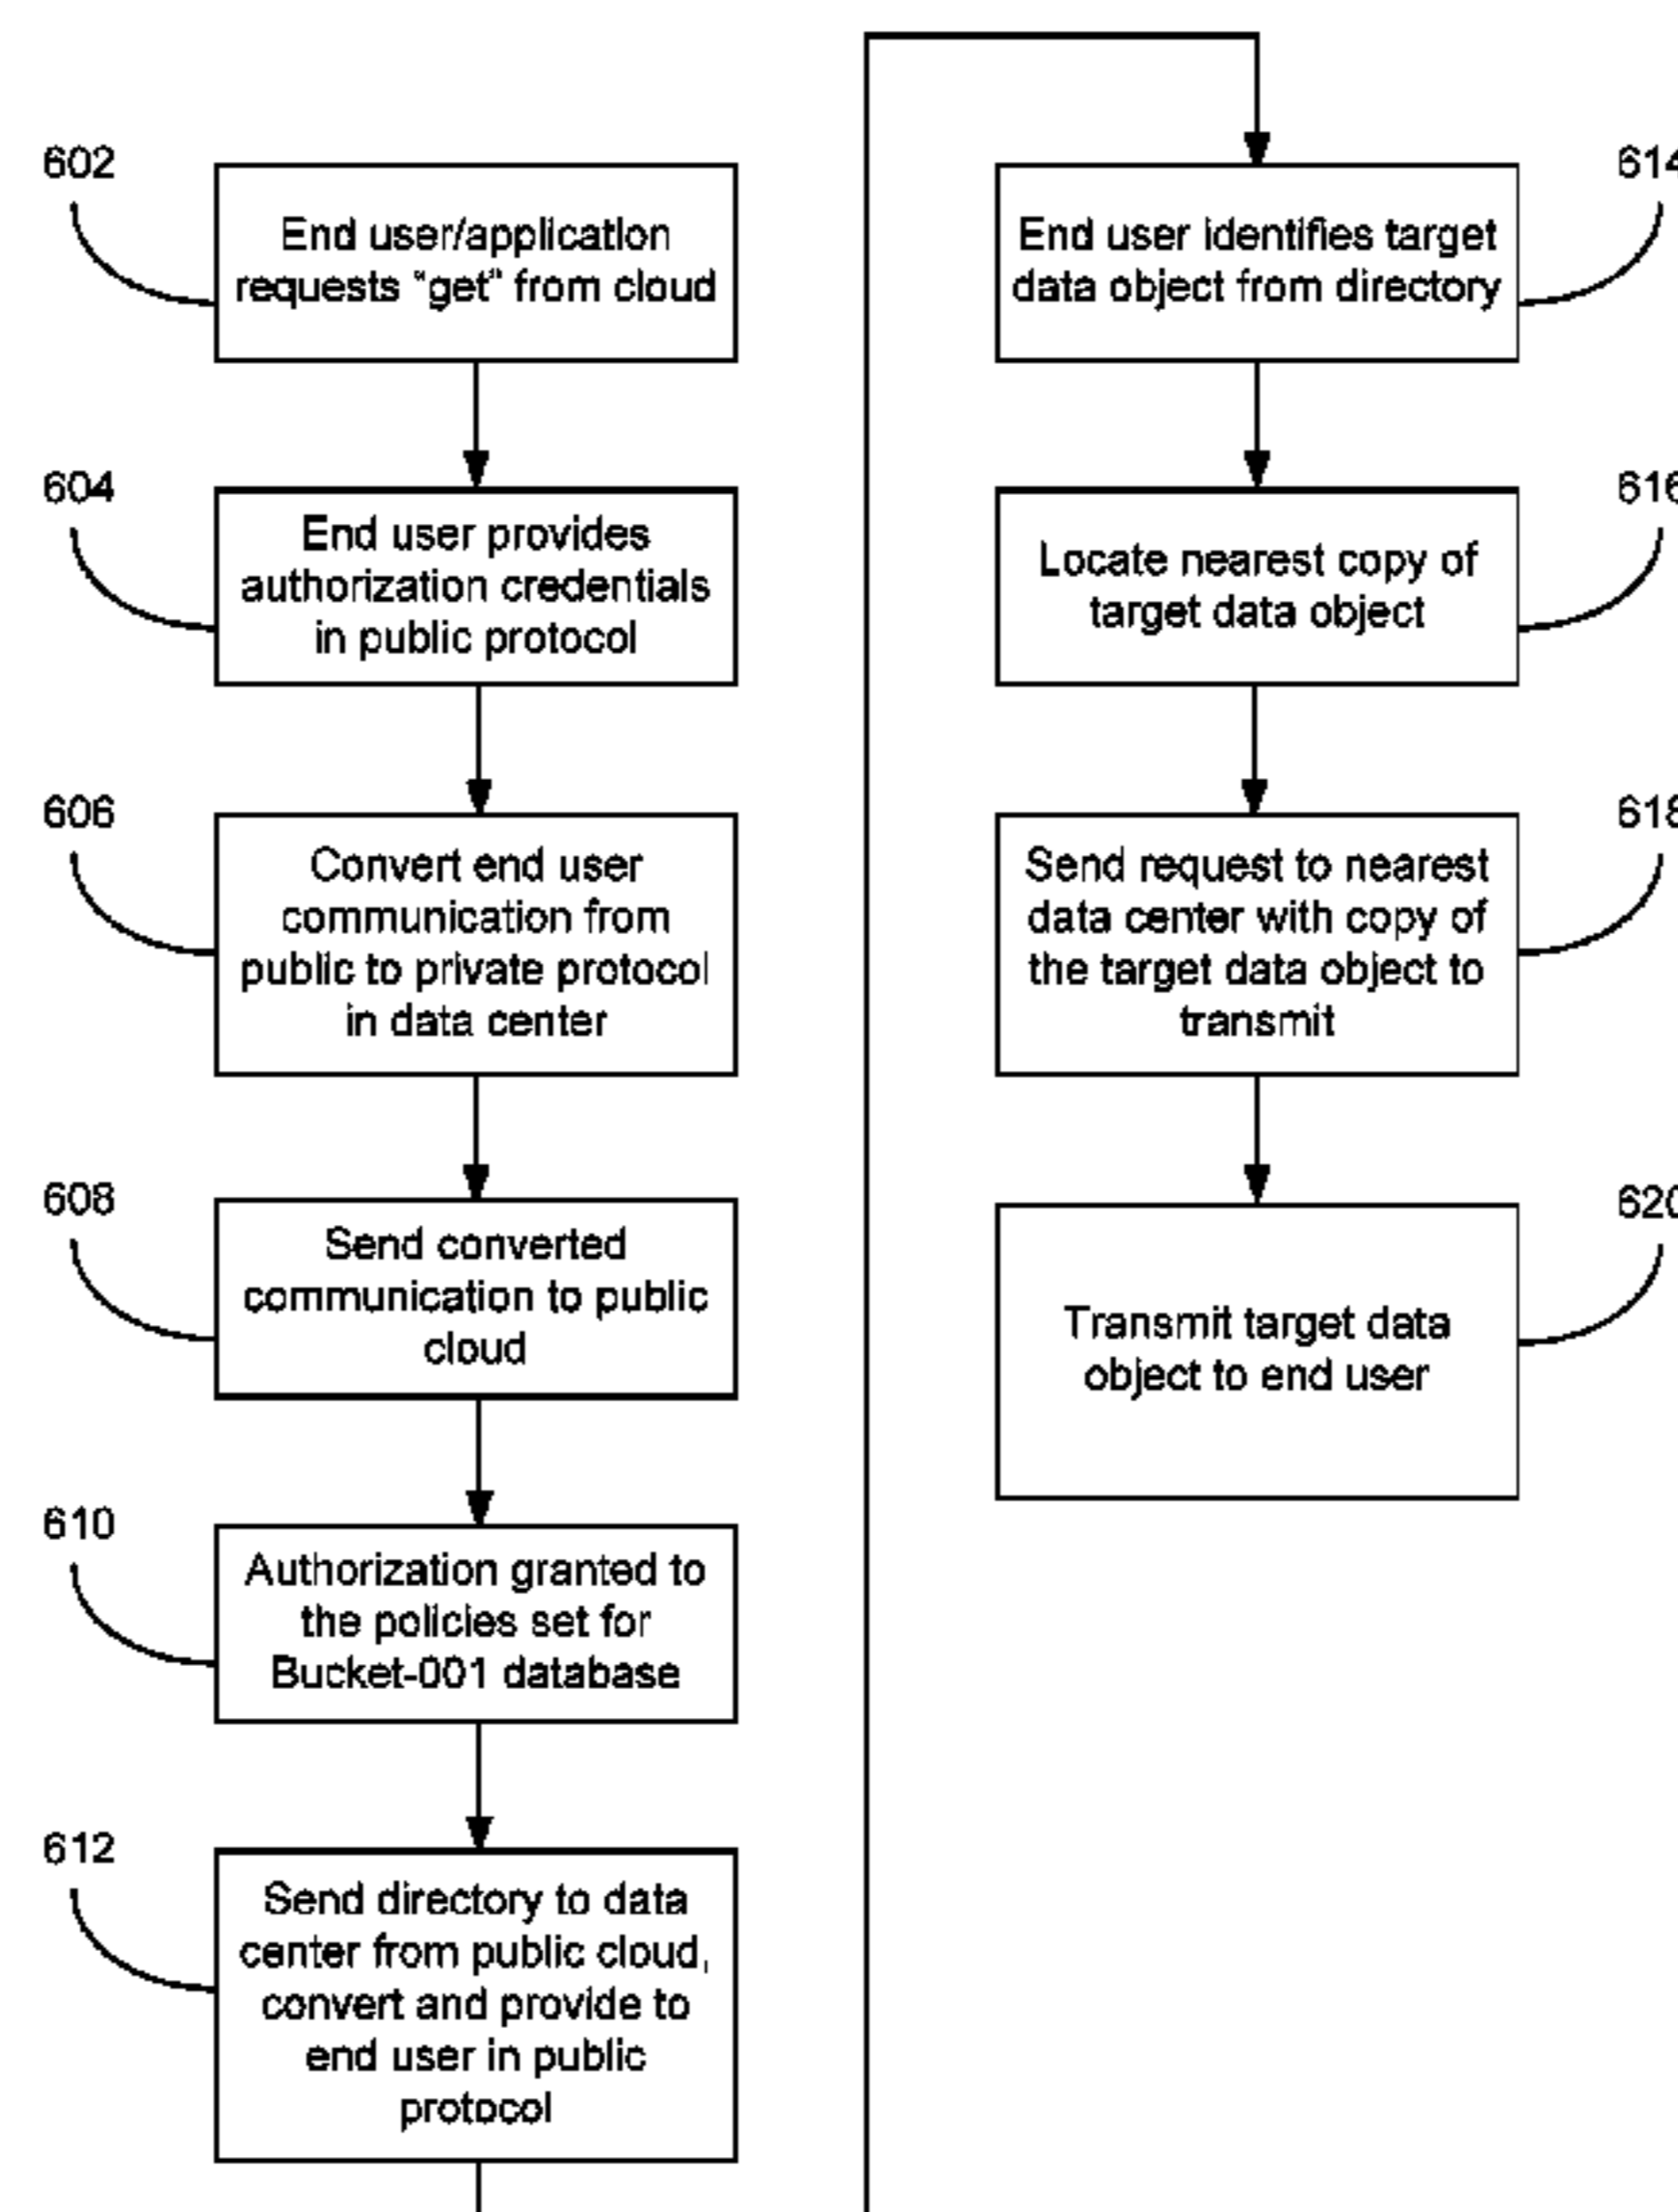 602
End user/application
requests "get" from cloud
604
End user provides
authorization credentials
in public protocol
606
Convert end user
communication from
public to private protocol
in data center
608
Send converted
communication to public
cloud
610
Authorization granted to
the policies set for
Bucket-001 database
612
Send directory to data
center from public cloud,
convert and provide to
end user in public
protocol
614
End user identifies target
data object from directory
616
Locate nearest copy of
target data object
618
Send request to nearest
data center with copy of
the target data object to
transmit
620
Transmit target data
object to end user